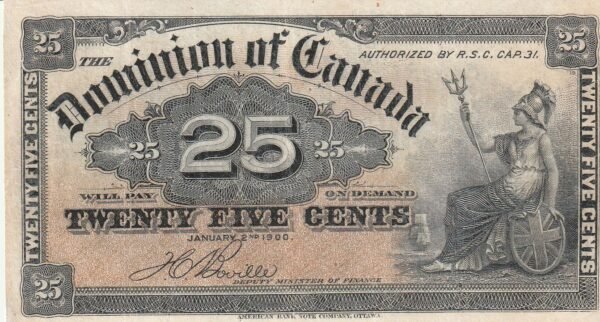 25 25
THE Dominion of Canada
AUTHORIZED BY R.S.C. CAP.31.
TWENTY FIVE CENTS
25 25 25
TWENTY FIVE CENTS
WILL PAY ON DEMAND
TWENTY FIVE CENTS
JANUARY 2ND 1900.
H C Boville
DEPUTY MINISTER OF FINANCE
25 25
AMERICAN BANK NOTE COMPANY, OTTAWA.